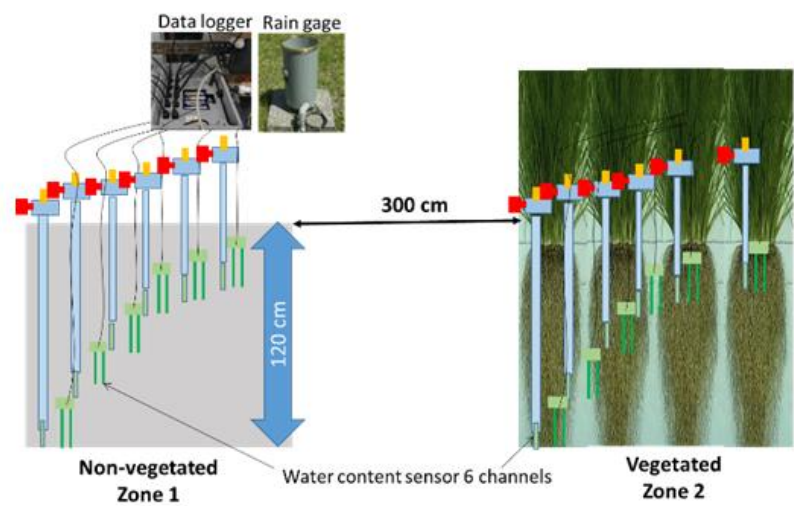 Data logger
Rain gage
300 cm
120 cm
Non-vegetated
Zone 1
Water content sensor 6 channels
Vegetated
Zone 2